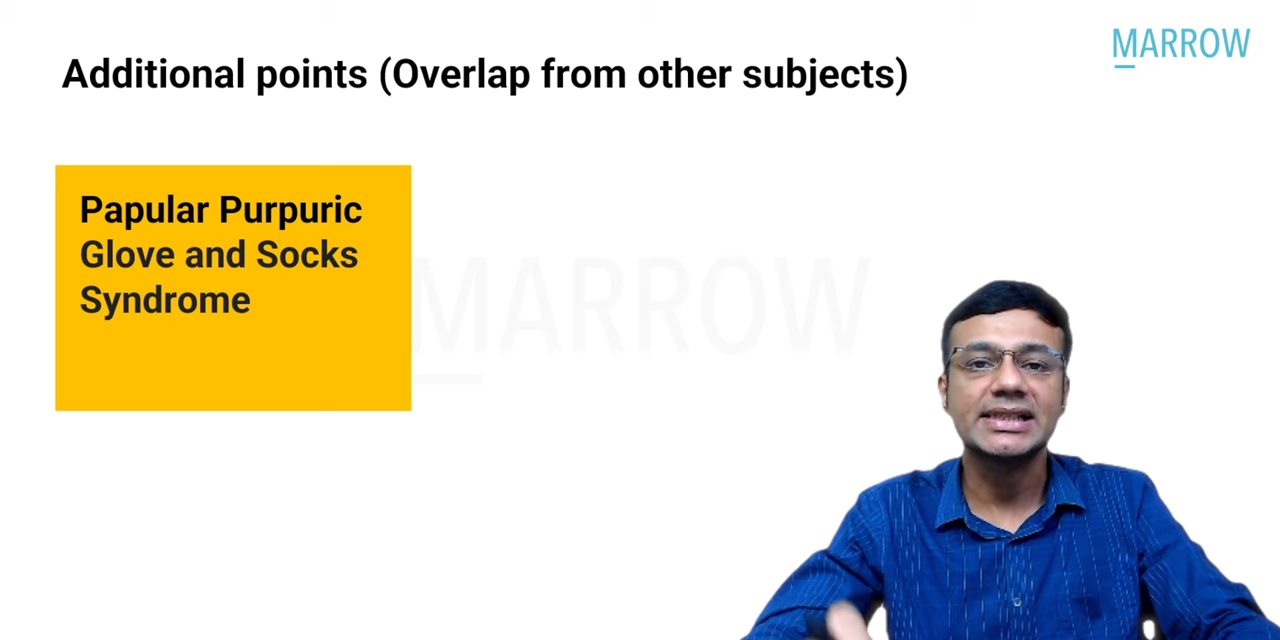 MARROW
Additional points (Overlap from other subjects)
Papular Purpuric
Glove and Socks
Syndrome
MARROW